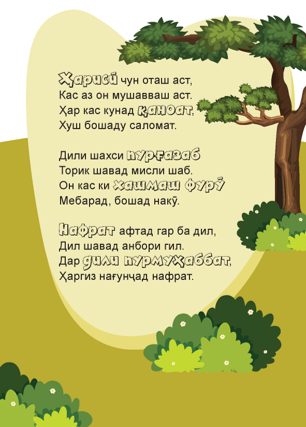 Ҳарисӣ чун оташ аст,
Кас аз он мушавваш аст.
Ҳар кас кунад қаноат,
Хуш бошаду саломат.

Дили шахси пурғазаб
Торик шавад мисли шаб.
Он кас ки хашмаш фурӯ
Мебарад, бошад накӯ.

Нафрат афтад гар ба дил,
Дил шавад анбори гил.
Дар дили пурмуҳаббат,
Ҳаргиз нағунҷад нафрат.